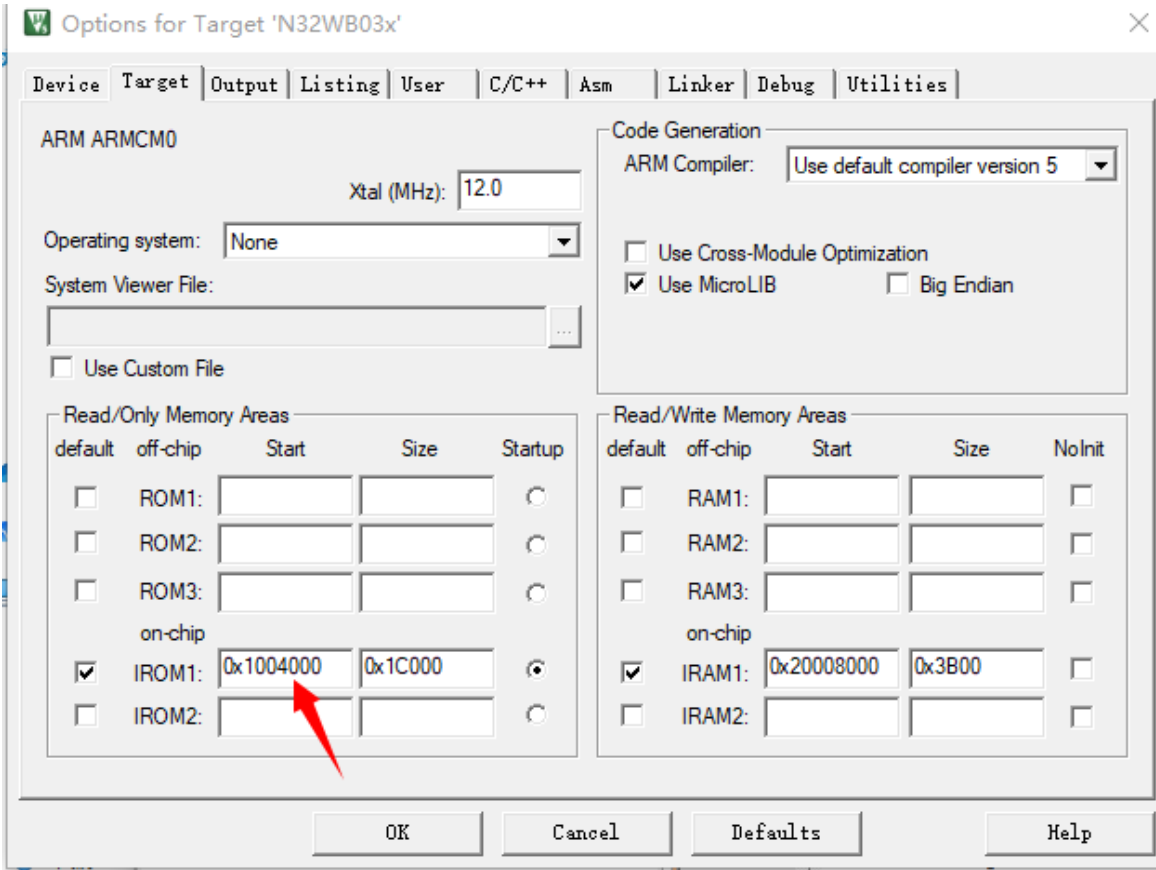 Options for Target 'N32WB03x'
Device Target Output Listing User C/C++ Asm Linker Debug Utilities
ARM ARMCM0
Xtal (MHz): 12.0
Operating system: None
System Viewer File:
...
Use Custom File
Code Generation
ARM Compiler: Use default compiler version 5
Use Cross-Module Optimization
Use MicroLIB Big Endian
Read/Only Memory Areas
default off-chip Start Size Startup
ROM1:
ROM2:
ROM3:
on-chip
IROM1: 0x1004000 0x1C000
IROM2:
Read/Write Memory Areas
default off-chip Start Size NoInit
RAM1:
RAM2:
RAM3:
on-chip
IRAM1: 0x20008000 0x3B00
IRAM2:
OK Cancel Defaults Help